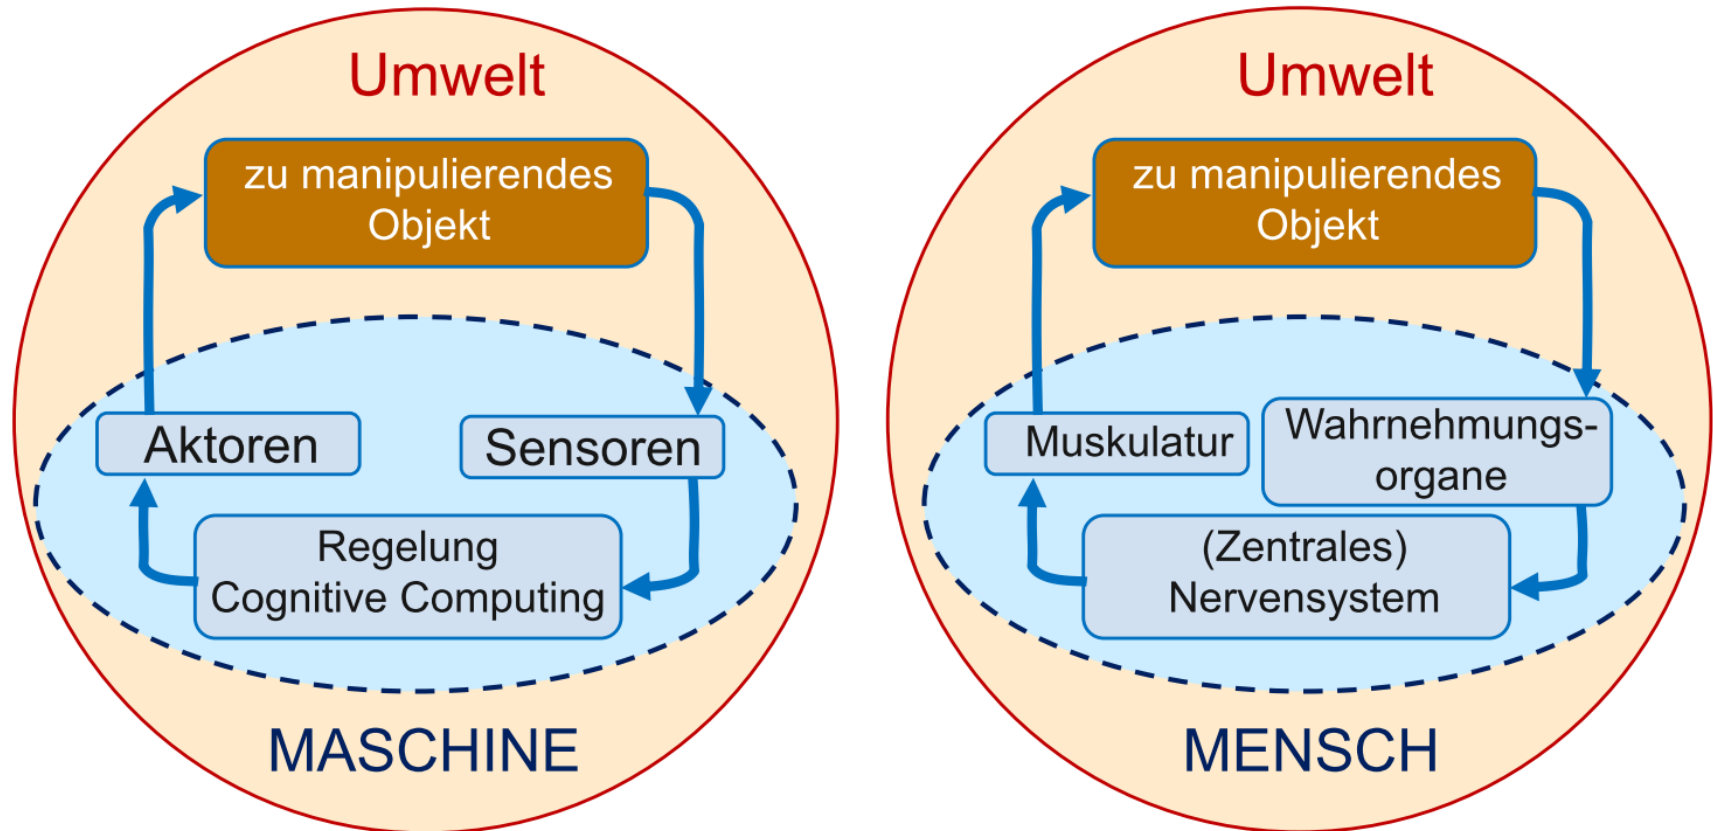 Umwelt
zu manipulierendes
Objekt
Aktoren
Sensoren
Regelung
Cognitive Computing
MASCHINE
Umwelt
zu manipulierendes
Objekt
Muskulatur
Wahrnehmungs-
organe
(Zentrales)
Nervensystem
MENSCH